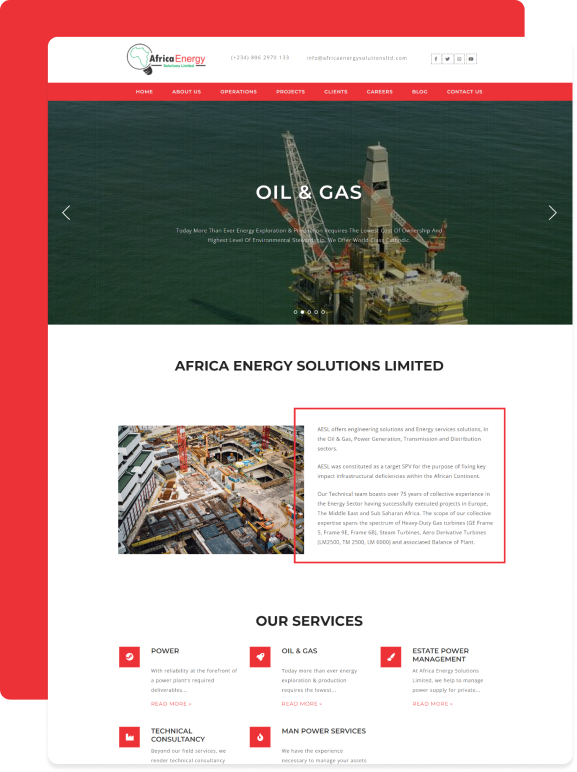 AfricaEnergy
Solutions Limited
(+234) 806 2970 133
info@africaenergysolutionsltd.com
HOME ABOUT US OPERATIONS PROJECTS CLIENTS CAREERS BLOG CONTACT US
OIL & GAS
Today More Than Ever Energy Exploration & Production Requires The Lowest Cost Of Ownership And
Highest Level Of Environmental Stewardship. We Offer World Class Cathodic.
AFRICA ENERGY SOLUTIONS LIMITED
AESL offers engineering solutions and Energy services solutions, in
the Oil & Gas, Power Generation, Transmission and Distribution
sectors.
AESL was constituted as a target SPV for the purpose of fixing key
impact infrastructural deficiencies within the African Continent.
Our Technical team boasts over 75 years of collective experience in
the Energy Sector having successfully executed projects in Europe,
The Middle East and Sub Saharan Africa. The scope of our collective
expertise spans the spectrum of Heavy-Duty Gas turbines (GE Frame
5, Frame 9E, Frame 6B), Steam Turbines, Aero Derivative Turbines
(LM2500, TM 2500, LM 6000) and associated Balance of Plant.
OUR SERVICES
POWER
With reliability at the forefront of
a power plant's required
deliverables...
READ MORE »
OIL & GAS
Today more than ever energy
exploration & production
requires the lowest...
READ MORE »
ESTATE POWER
MANAGEMENT
At Africa Energy Solutions
Limited, we help to manage
power supply for private...
READ MORE »
TECHNICAL
CONSULTANCY
Beyond our field services, we
render technical consultancy
MAN POWER SERVICES
We have the experience
necessary to manage your assets